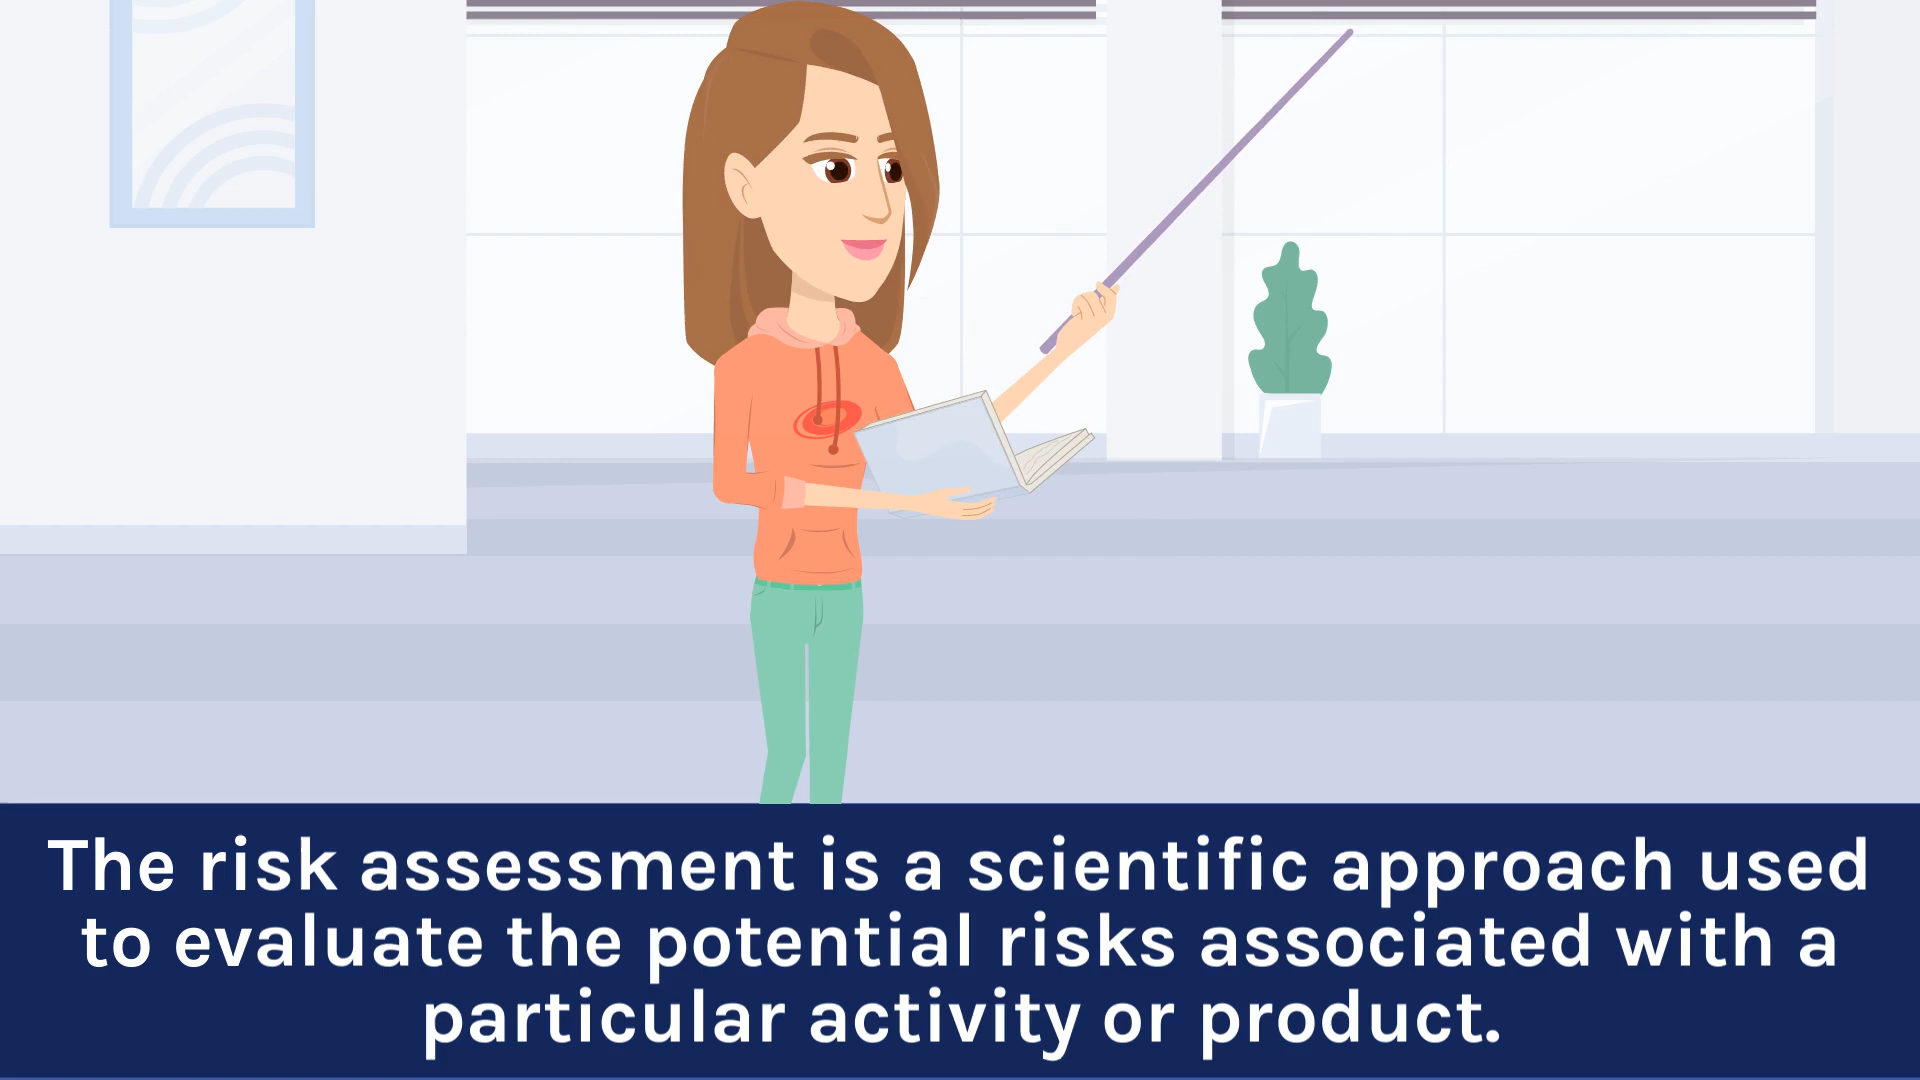 The risk assessment is a scientific approach used
to evaluate the potential risks associated with a
particular activity or product.